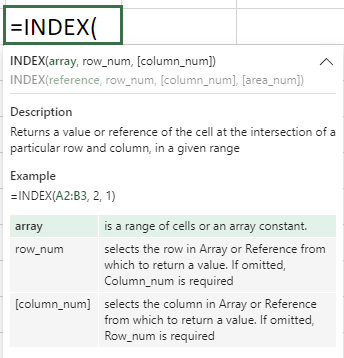 =INDEX(
INDEX(array, row_num, [column_num])
INDEX(reference, row_num, [column_num], [area_num])
Description
Returns a value or reference of the cell at the intersection of a
particular row and column, in a given range
Example
=INDEX(A2:B3, 2, 1)
array is a range of cells or an array constant.
row_num selects the row in Array or Reference from
which to return a value. If omitted,
Column_num is required
[column_num] selects the column in Array or Reference
from which to return a value. If omitted,
Row_num is required